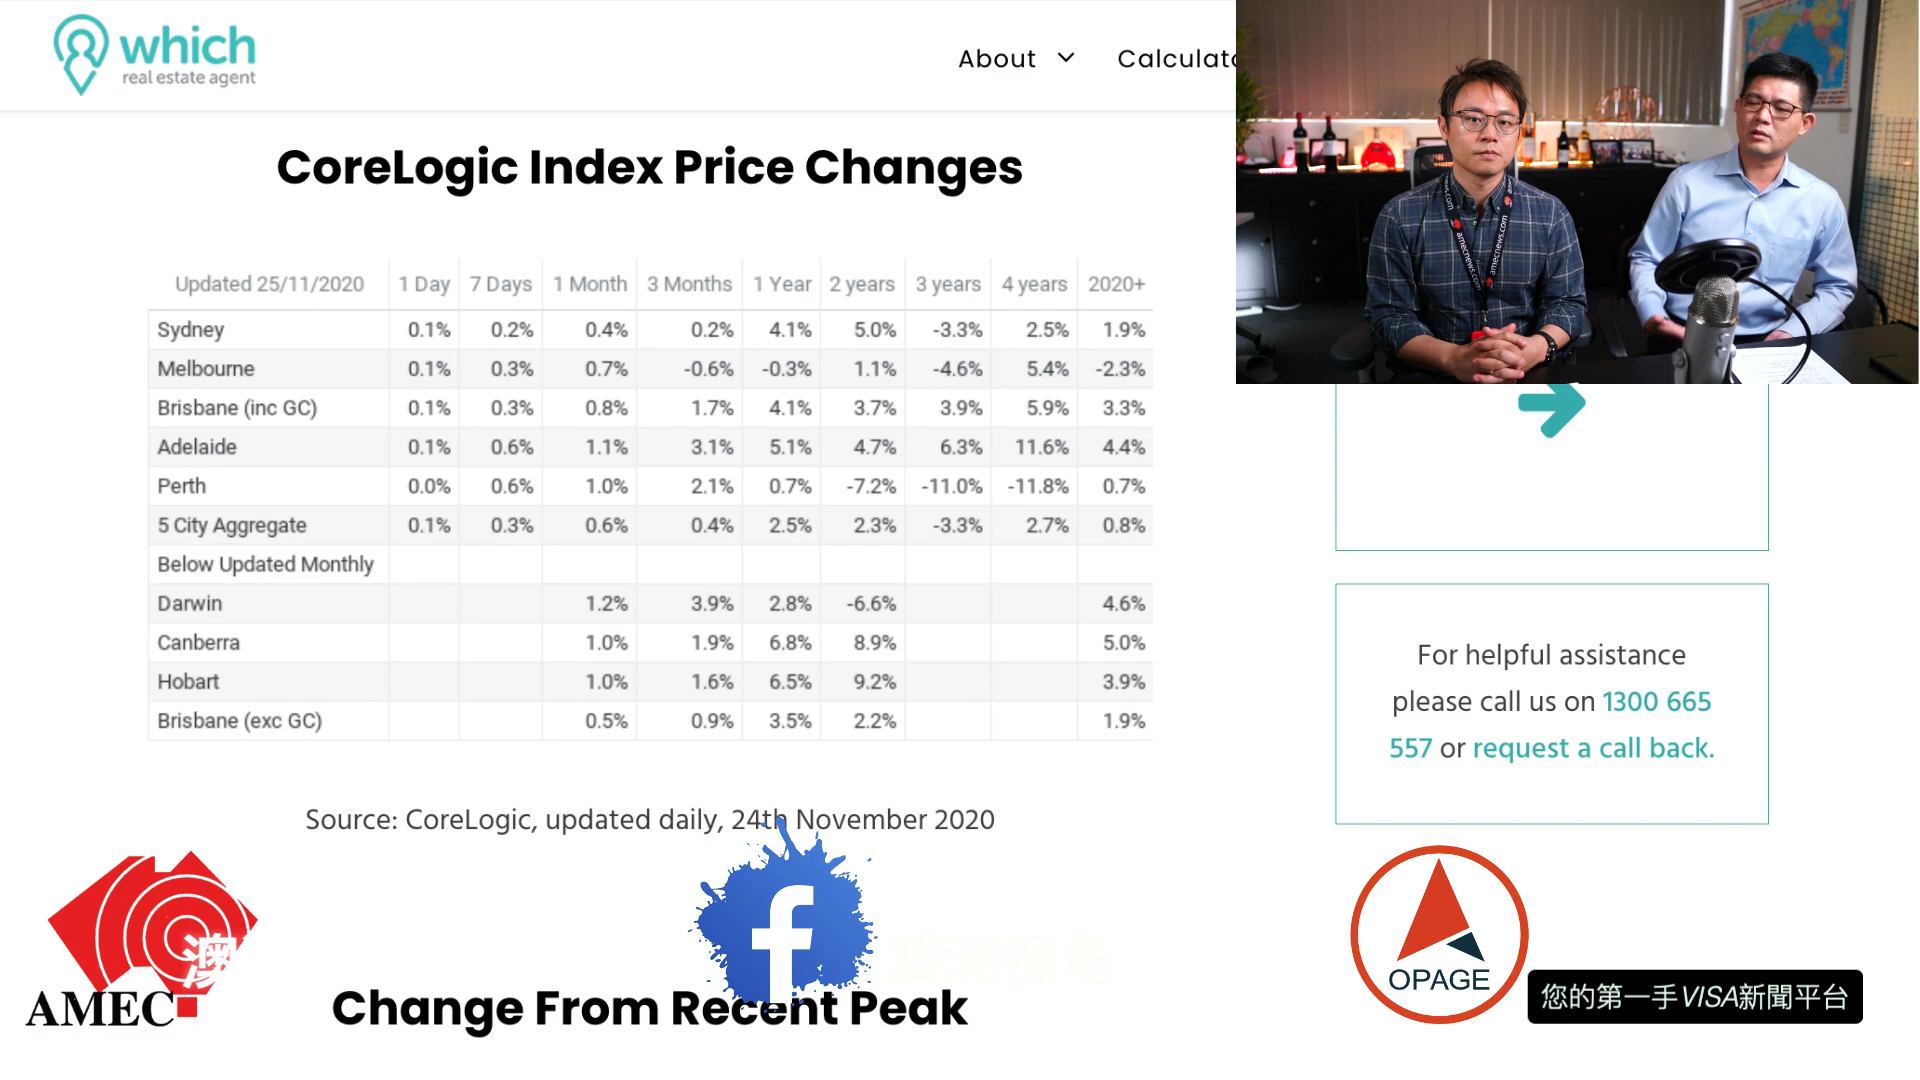 which
real estate agent
About
Calculato
CoreLogic Index Price Changes
Updated 25/11/2020 1 Day 7 Days 1 Month 3 Months 1 Year 2 years 3 years 4 years 2020+
Sydney 0.1% 0.2% 0.4% 0.2% 4.1% 5.0% -3.3% 2.5% 1.9%
Melbourne 0.1% 0.3% 0.7% -0.6% -0.3% 1.1% -4.6% 5.4% -2.3%
Brisbane (inc GC) 0.1% 0.3% 0.8% 1.7% 4.1% 3.7% 3.9% 5.9% 3.3%
Adelaide 0.1% 0.6% 1.1% 3.1% 5.1% 4.7% 6.3% 11.6% 4.4%
Perth 0.0% 0.6% 1.0% 2.1% 0.7% -7.2% -11.0% -11.8% 0.7%
5 City Aggregate 0.1% 0.3% 0.6% 0.4% 2.5% 2.3% -3.3% 2.7% 0.8%
Below Updated Monthly
Darwin 1.2% 3.9% 2.8% -6.6% 4.6%
Canberra 1.0% 1.9% 6.8% 8.9% 5.0%
Hobart 1.0% 1.6% 6.5% 9.2% 3.9%
Brisbane (exc GC) 0.5% 0.9% 3.5% 2.2% 1.9%
Source: CoreLogic, updated daily, 24th November 2020
Change From Recent Peak
amecnews.com
amecnews.com
For helpful assistance
please call us on 1300 665
557 or request a call back.
澳
AMEC
f
OPAGE
您的第一手VISA新聞平台